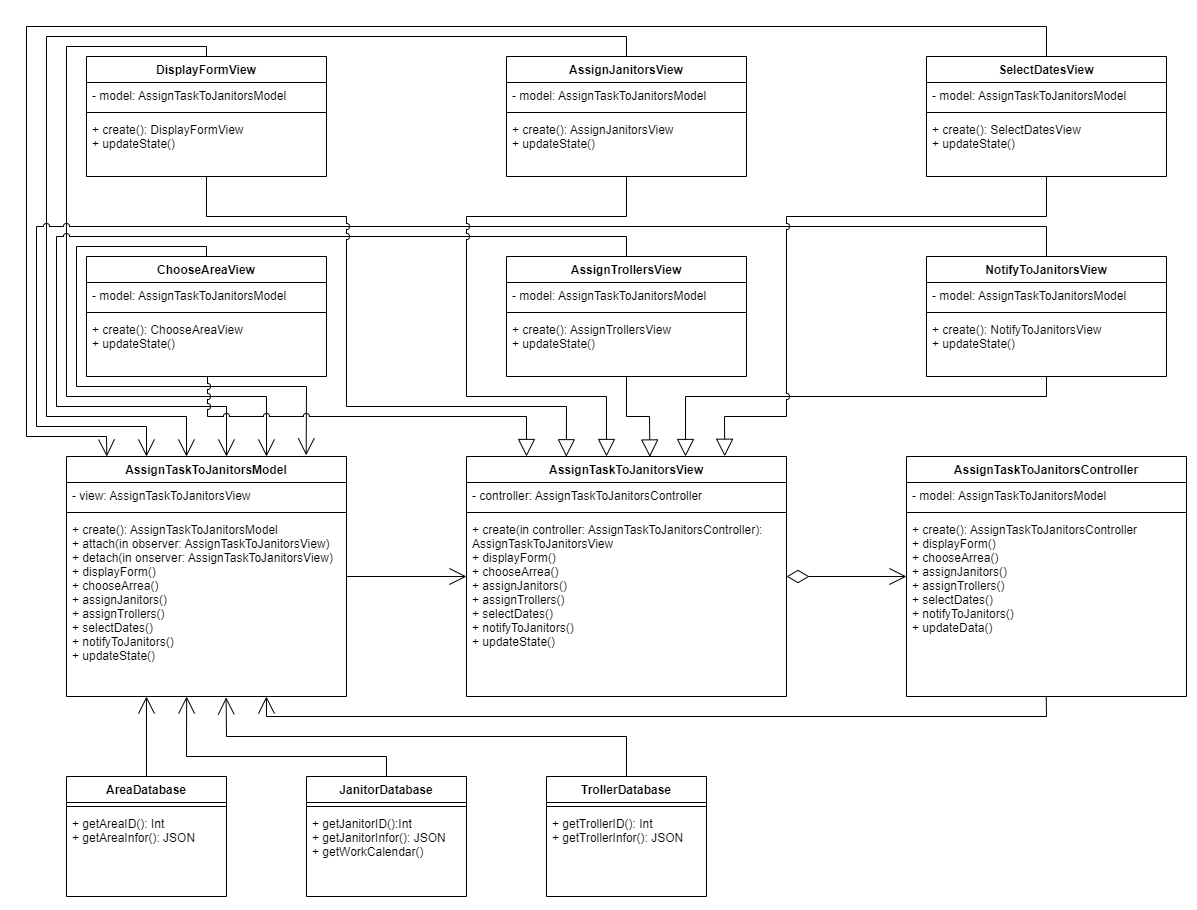 DisplayFormView
- model: AssignTaskToJanitorsModel
+ create(): DisplayFormView
+ updateState()
AssignJanitorsView
- model: AssignTaskToJanitorsModel
+ create(): AssignJanitorsView
+ updateState()
SelectDatesView
- model: AssignTaskToJanitorsModel
+ create(): SelectDatesView
+ updateState()
ChooseAreaView
- model: AssignTaskToJanitorsModel
+ create(): ChooseAreaView
+ updateState()
AssignTrollersView
- model: AssignTaskToJanitorsModel
+ create(): AssignTrollersView
+ updateState()
NotifyToJanitorsView
- model: AssignTaskToJanitorsModel
+ create(): NotifyToJanitorsView
+ updateState()
AssignTaskToJanitorsModel
- view: AssignTaskToJanitorsView
+ create(): AssignTaskToJanitorsModel
+ attach(in observer: AssignTaskToJanitorsView)
+ detach(in onserver: AssignTaskToJanitorsView)
+ displayForm()
+ chooseArrea()
+ assignJanitors()
+ assignTrollers()
+ selectDates()
+ notifyToJanitors()
+ updateState()
AssignTaskToJanitorsView
- controller: AssignTaskToJanitorsController
+ create(in controller: AssignTaskToJanitorsController):
AssignTaskToJanitorsView
+ displayForm()
+ chooseArrea()
+ assignJanitors()
+ assignTrollers()
+ selectDates()
+ notifyToJanitors()
+ updateState()
AssignTaskToJanitorsController
- model: AssignTaskToJanitorsModel
+ create(): AssignTaskToJanitorsController
+ displayForm()
+ chooseArrea()
+ assignJanitors()
+ assignTrollers()
+ selectDates()
+ notifyToJanitors()
+ updateData()
AreaDatabase
+ getAreaID(): Int
+ getAreaInfor(): JSON
JanitorDatabase
+ getJanitorID():Int
+ getJanitorInfor(): JSON
+ getWorkCalendar()
TrollerDatabase
+ getTrollerID(): Int
+ getTrollerInfor(): JSON